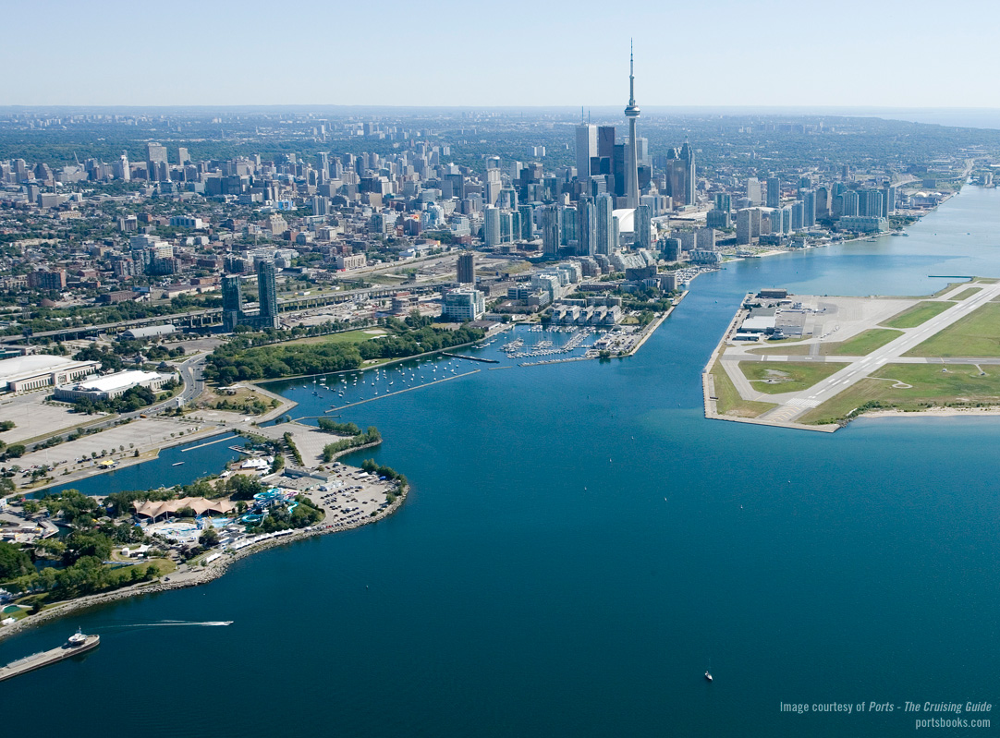 Image courtesy of Ports - The Cruising Guide
portsbooks.com